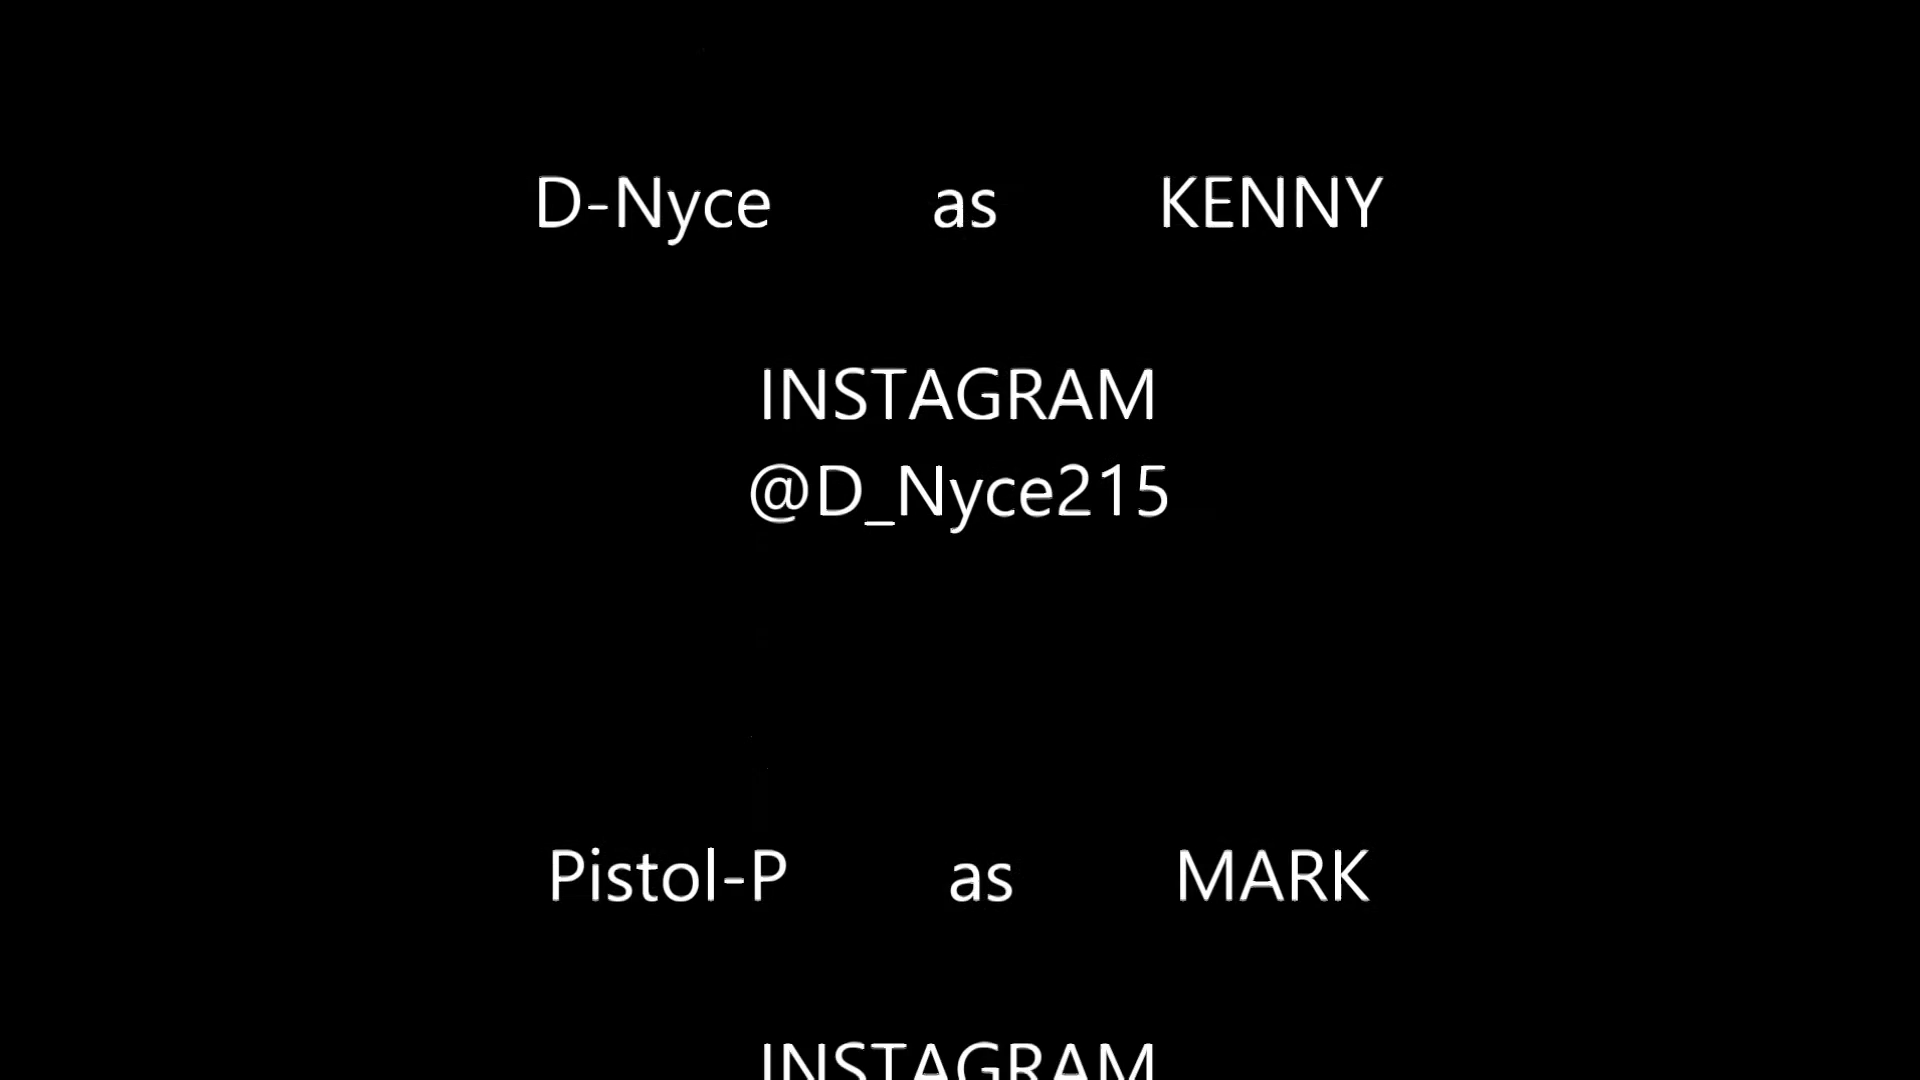 D-Nyce as KENNY
INSTAGRAM
@D_Nyce215
Pistol-P as MARK
INSTAGRAM